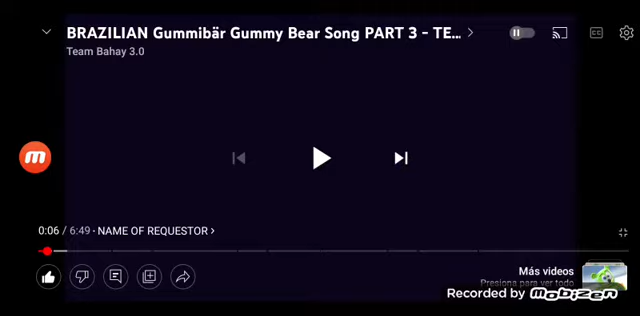 BRAZILIAN Gummibär Gummy Bear Song PART 3 - TE...
Team Bahay 3.0
CC
m
0:06 / 6:49 · NAME OF REQUESTOR
Más videos
Presiona para ver todo
Recorded by mobizen